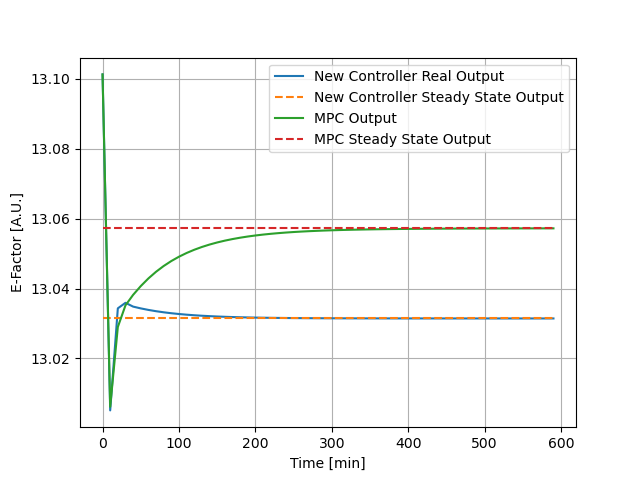 New Controller Real Output
New Controller Steady State Output
MPC Output
MPC Steady State Output
13.10
13.08
13.06
13.04
13.02
E-Factor [A.U.]
0 100 200 300 400 500 600
Time [min]